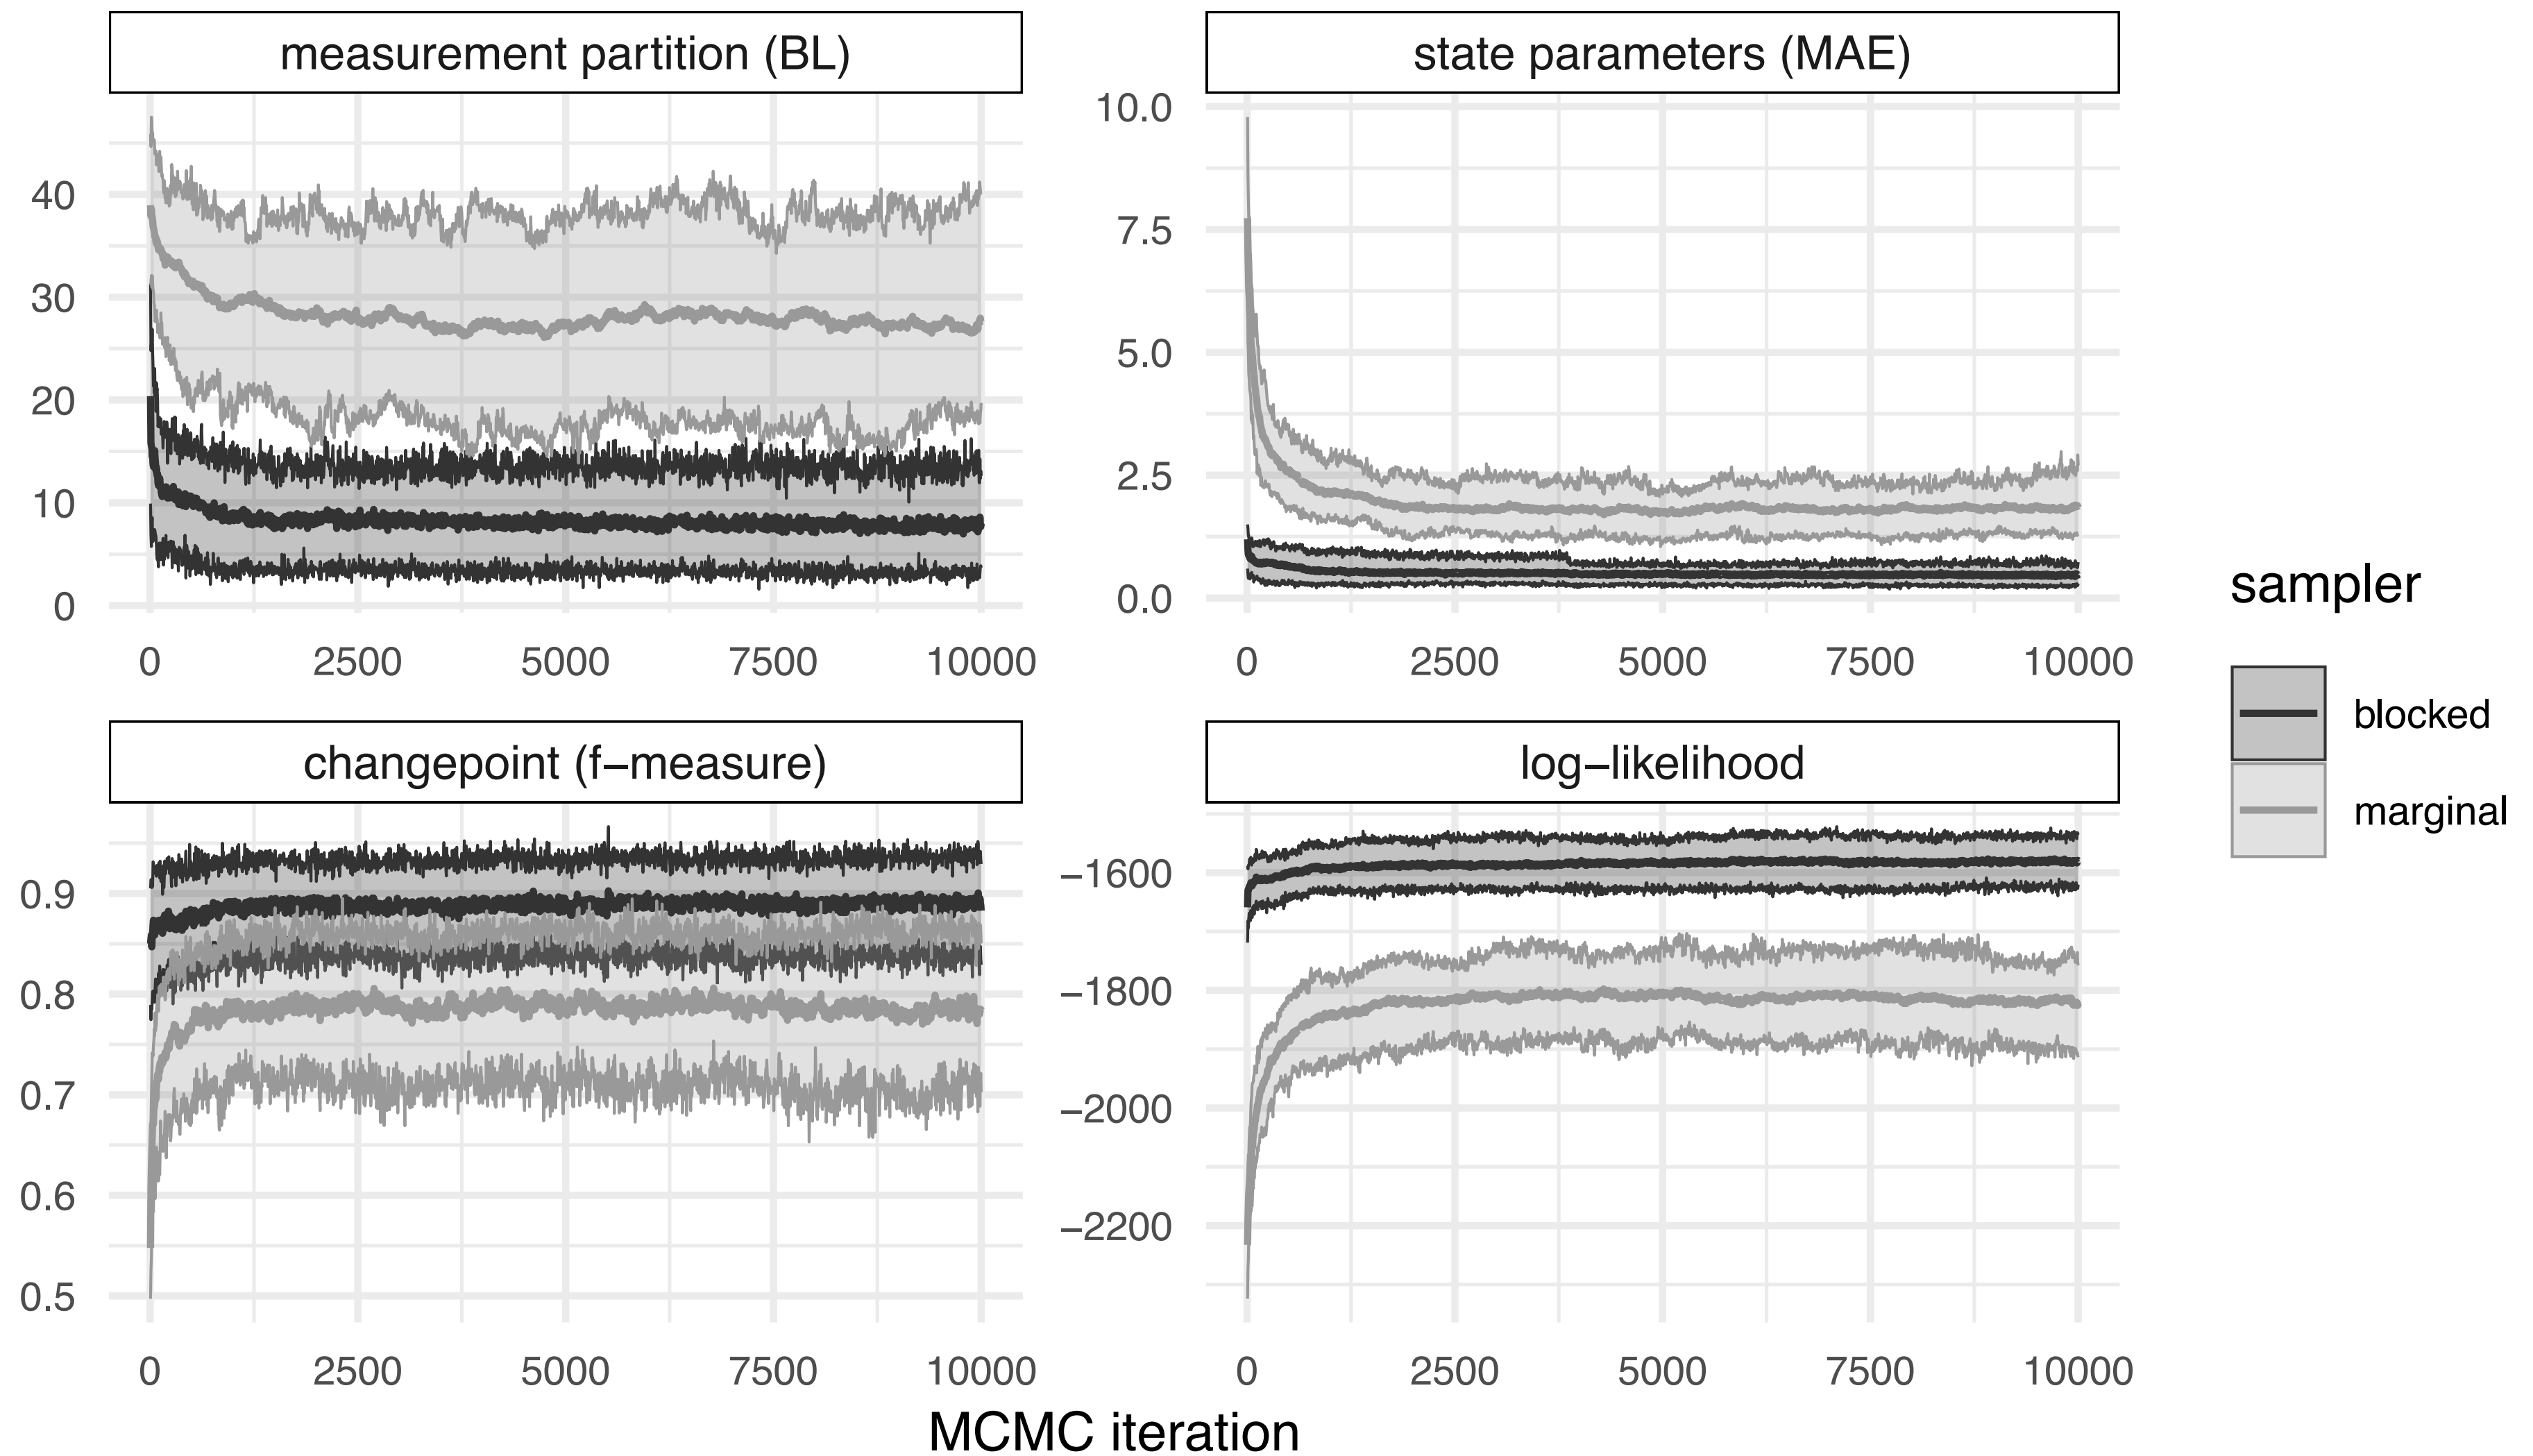 measurement partition (BL)
40
30
20
10
0
0 2500 5000 7500 10000
state parameters (MAE)
10.0
7.5
5.0
2.5
0.0
0 2500 5000 7500 10000
changepoint (f−measure)
0.9
0.8
0.7
0.6
0.5
0 2500 5000 7500 10000
log−likelihood
−1600
−1800
−2000
−2200
0 2500 5000 7500 10000
MCMC iteration
sampler
blocked
marginal